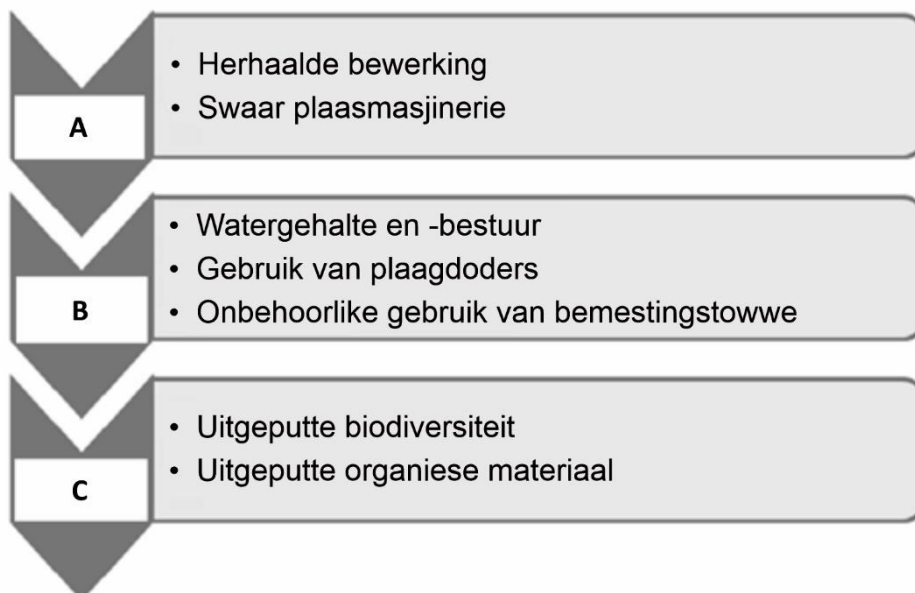 A
• Herhaalde bewerking
• Swaar plaasmasjinerie
B
• Watergehalte en -bestuur
• Gebruik van plaagdoders
• Onbehoorlike gebruik van bemestingstowwe
C
• Uitgeputte biodiversiteit
• Uitgeputte organiese materiaal